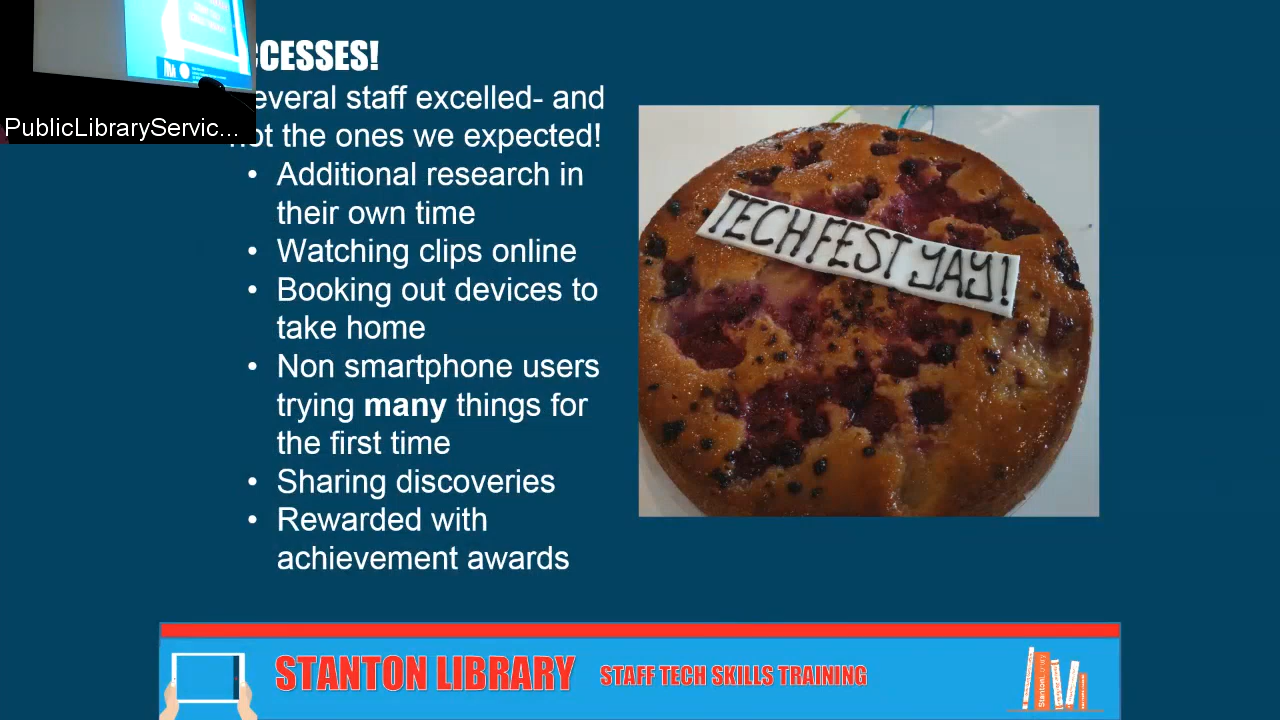 CCESSES!
everal staff excelled- and
not the ones we expected!
PublicLibraryServic...
• Additional research in
their own time
• Watching clips online
• Booking out devices to
take home
• Non smartphone users
trying many things for
the first time
• Sharing discoveries
• Rewarded with
achievement awards
TECHFEST YAY!
STANTON LIBRARY STAFF TECH SKILLS TRAINING